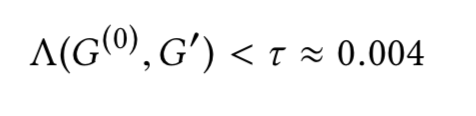 Λ(G⁽⁰⁾, G′) < τ ≈ 0.004